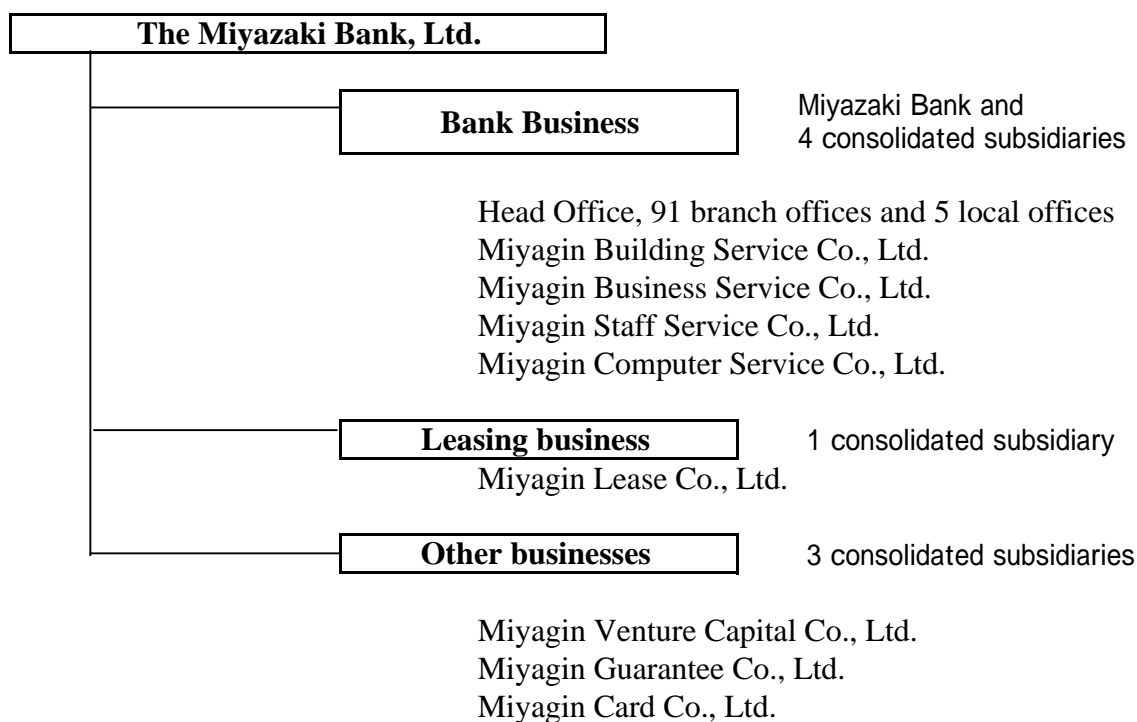 The Miyazaki Bank, Ltd.
Bank Business
Miyazaki Bank and
4 consolidated subsidiaries
Head Office, 91 branch offices and 5 local offices
Miyagin Building Service Co., Ltd.
Miyagin Business Service Co., Ltd.
Miyagin Staff Service Co., Ltd.
Miyagin Computer Service Co., Ltd.
Leasing business
1 consolidated subsidiary
Miyagin Lease Co., Ltd.
Other businesses
3 consolidated subsidiaries
Miyagin Venture Capital Co., Ltd.
Miyagin Guarantee Co., Ltd.
Miyagin Card Co., Ltd.